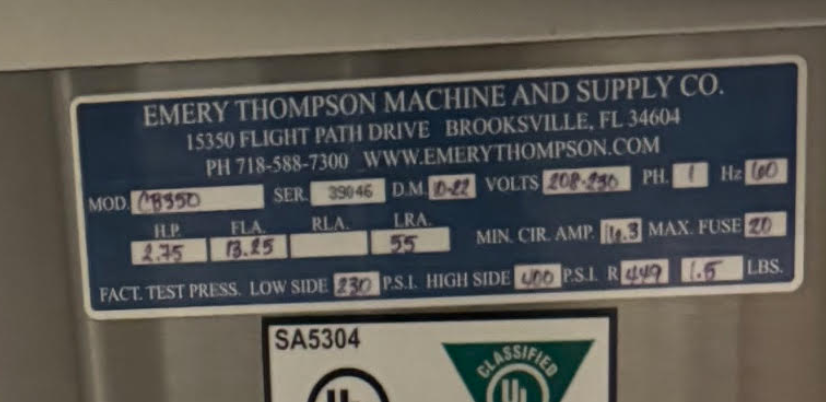 EMERY THOMPSON MACHINE AND SUPPLY CO.
15350 FLIGHT PATH DRIVE BROOKSVILLE, FL 34604
PH 718-588-7300 WWW.EMERYTHOMPSON.COM
MOD. CB350 SER. 39046 D.M. 10-22 VOLTS 208-230 PH. 1 Hz 60
H.P. FLA. RLA. LRA.
2.75 13.25 55 MIN. CIR. AMP. 16.3 MAX. FUSE 20
FACT. TEST PRESS. LOW SIDE 230 P.S.I. HIGH SIDE 400 P.S.I. R 449 1.5 LBS.
SA5304
CLASSIFIED
UL
UL